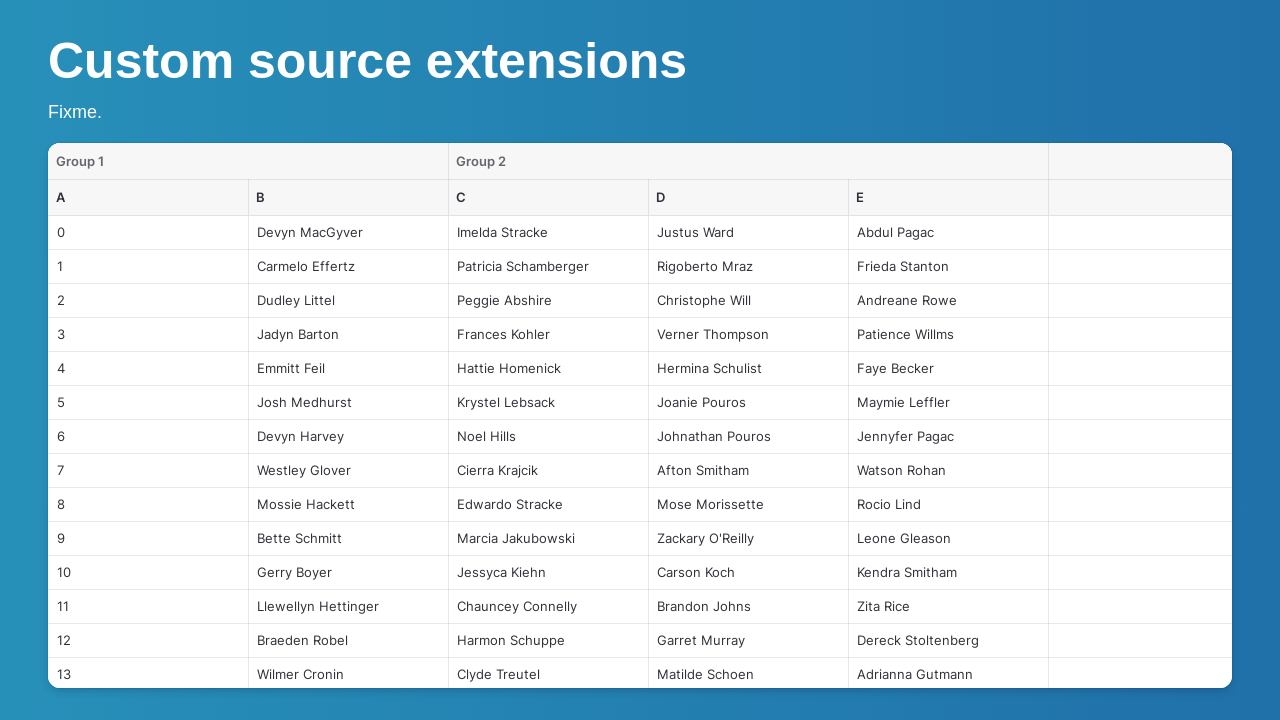 Custom source extensions
Fixme.
Group 1 Group 2
A B C D E
0 Devyn MacGyver Imelda Stracke Justus Ward Abdul Pagac
1 Carmelo Effertz Patricia Schamberger Rigoberto Mraz Frieda Stanton
2 Dudley Littel Peggie Abshire Christophe Will Andreane Rowe
3 Jadyn Barton Frances Kohler Verner Thompson Patience Willms
4 Emmitt Feil Hattie Homenick Hermina Schulist Faye Becker
5 Josh Medhurst Krystel Lebsack Joanie Pouros Maymie Leffler
6 Devyn Harvey Noel Hills Johnathan Pouros Jennyfer Pagac
7 Westley Glover Cierra Krajcik Afton Smitham Watson Rohan
8 Mossie Hackett Edwardo Stracke Mose Morissette Rocio Lind
9 Bette Schmitt Marcia Jakubowski Zackary O'Reilly Leone Gleason
10 Gerry Boyer Jessyca Kiehn Carson Koch Kendra Smitham
11 Llewellyn Hettinger Chauncey Connelly Brandon Johns Zita Rice
12 Braeden Robel Harmon Schuppe Garret Murray Dereck Stoltenberg
13 Wilmer Cronin Clyde Treutel Matilde Schoen Adrianna Gutmann